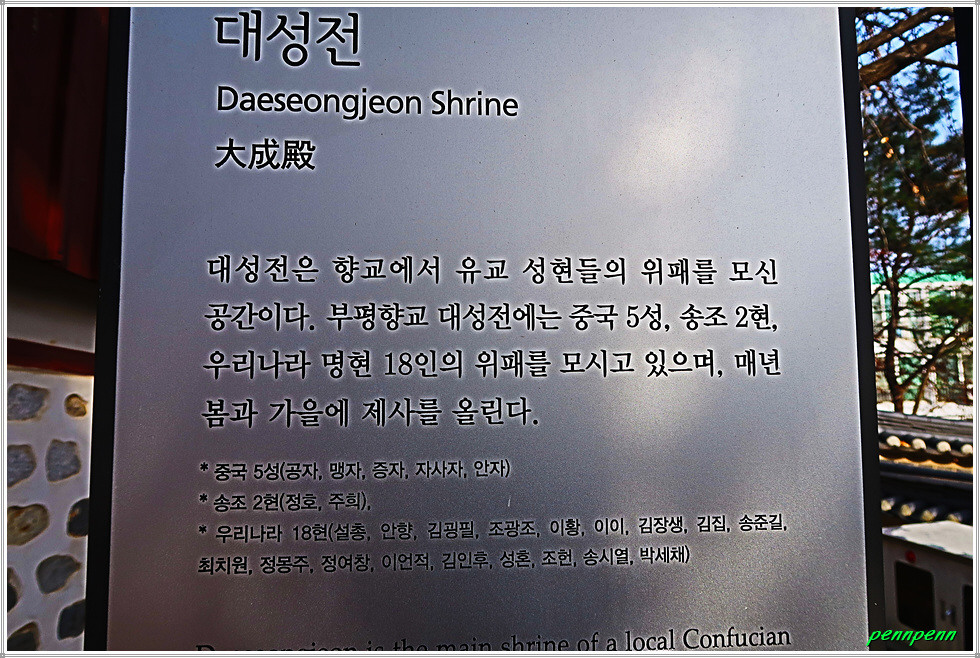 대성전
Daeseongjeon Shrine
大成殿
대성전은 향교에서 유교 성현들의 위패를 모신
공간이다. 부평향교 대성전에는 중국 5성, 송조 2현,
우리나라 명현 18인의 위패를 모시고 있으며, 매년
봄과 가을에 제사를 올린다.
* 중국 5성(공자, 맹자, 증자, 자사자, 안자)
* 송조 2현(정호, 주희),
* 우리나라 18현(설총, 안향, 김굉필, 조광조, 이황, 이이, 김장생, 김집, 송준길,
최치원, 정몽주, 정여창, 이언적, 김인후, 성혼, 조헌, 송시열, 박세채)
Daeseongjeon is the main shrine of a local Confucian
pennpenn